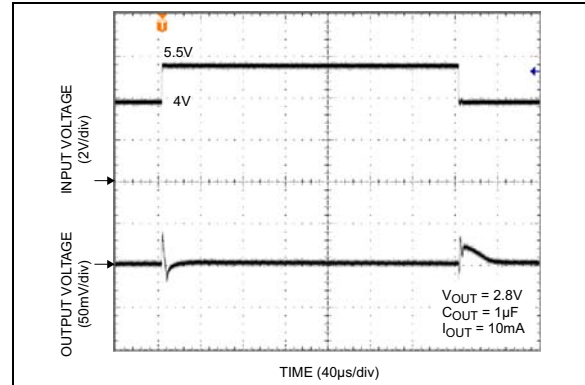 T
5.5V
4V
INPUT VOLTAGE
(2V/div)
OUTPUT VOLTAGE
(50mV/div)
VOUT = 2.8V
COUT = 1µF
IOUT = 10mA
TIME (40µs/div)